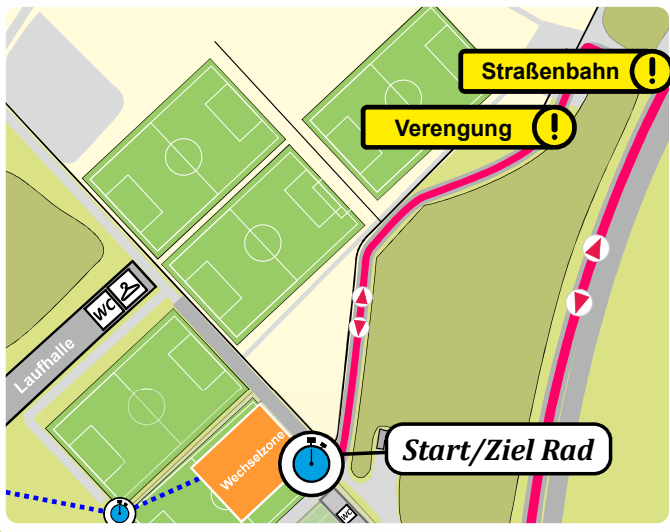 Straßenbahn !
Verengung !
WC
Laufhalle
Wechselzone
Start/Ziel Rad
WC